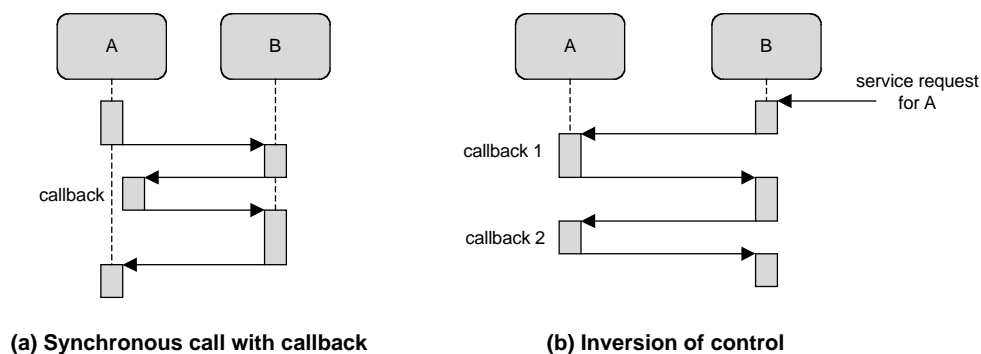 A
B
callback
(a) Synchronous call with callback
A
B
service request
for A
callback 1
callback 2
(b) Inversion of control